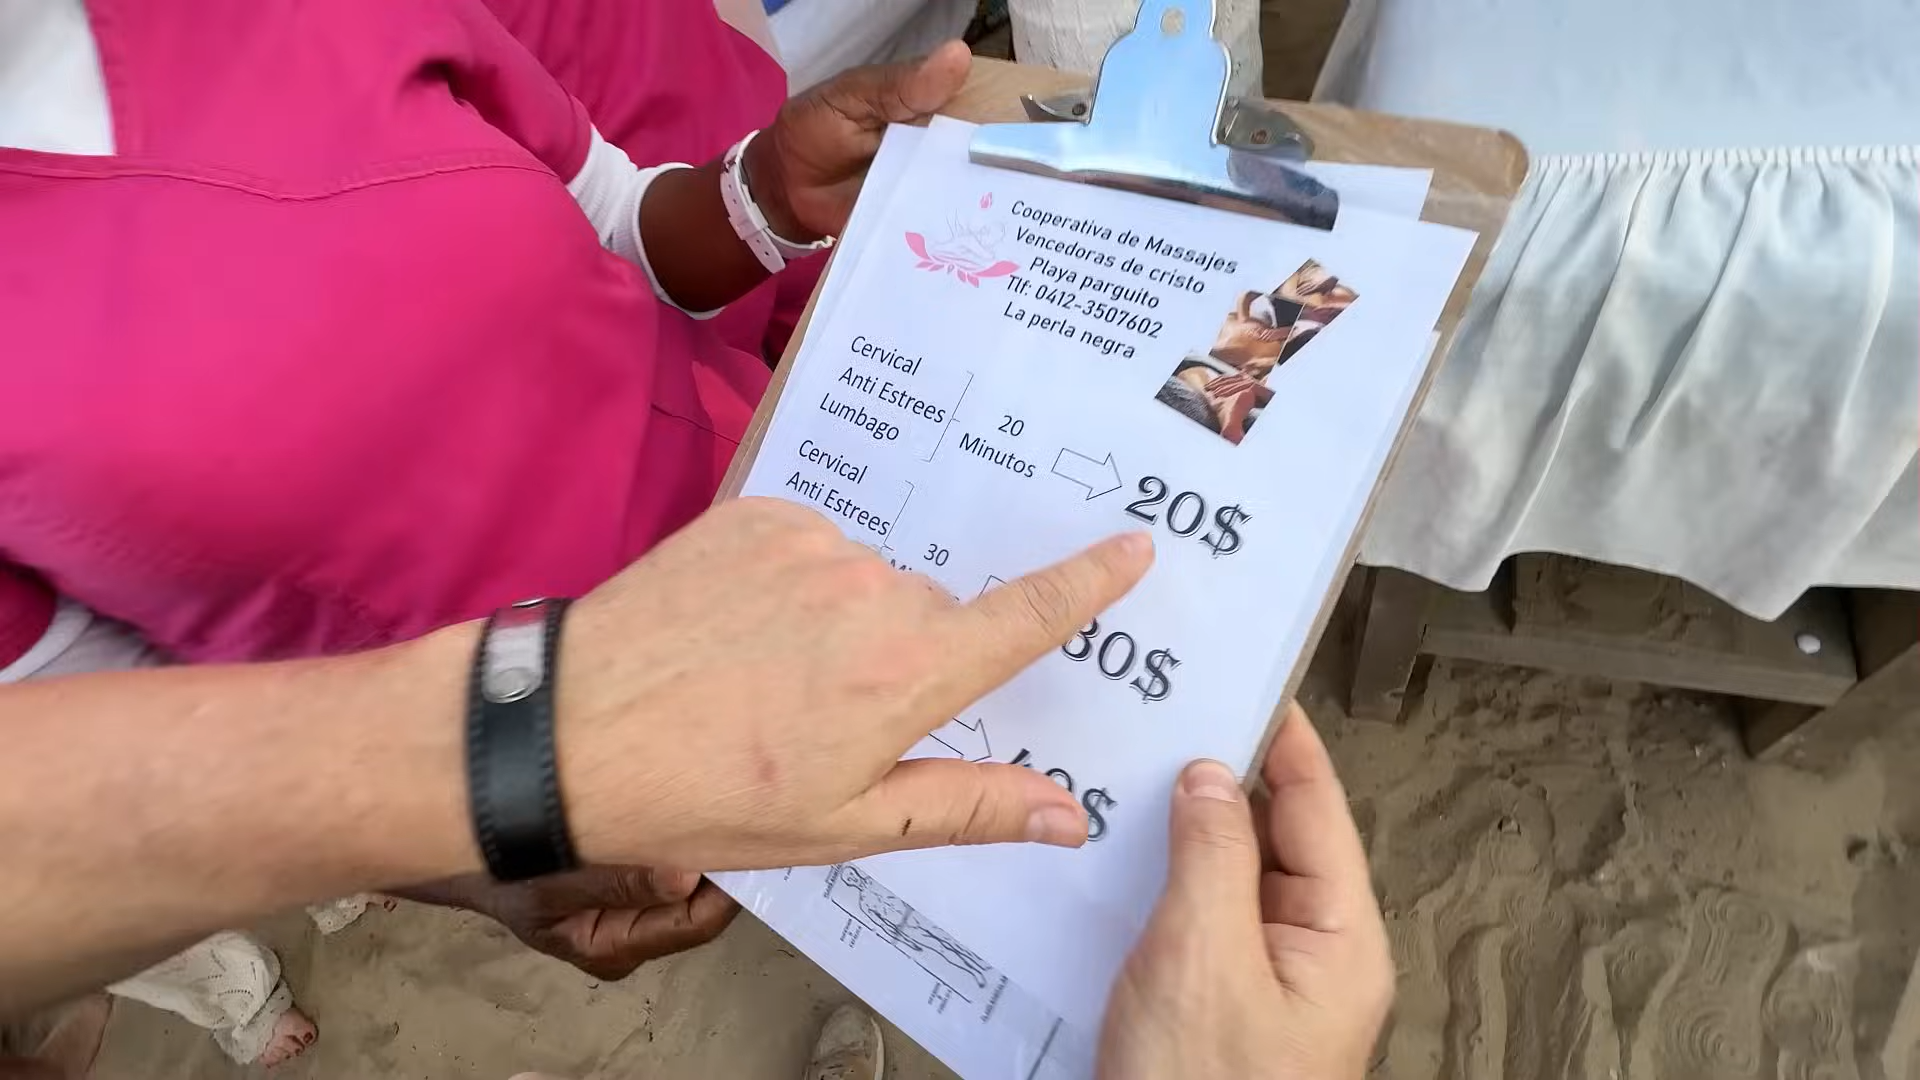 Cooperativa de Massajes
Vencedoras de cristo
Playa parguito
Tlf: 0412-3507602
La perla negra
Cervical
Anti Estrees
Lumbago
20
Minutos
20$
Cervical
Anti Estrees
30
30$